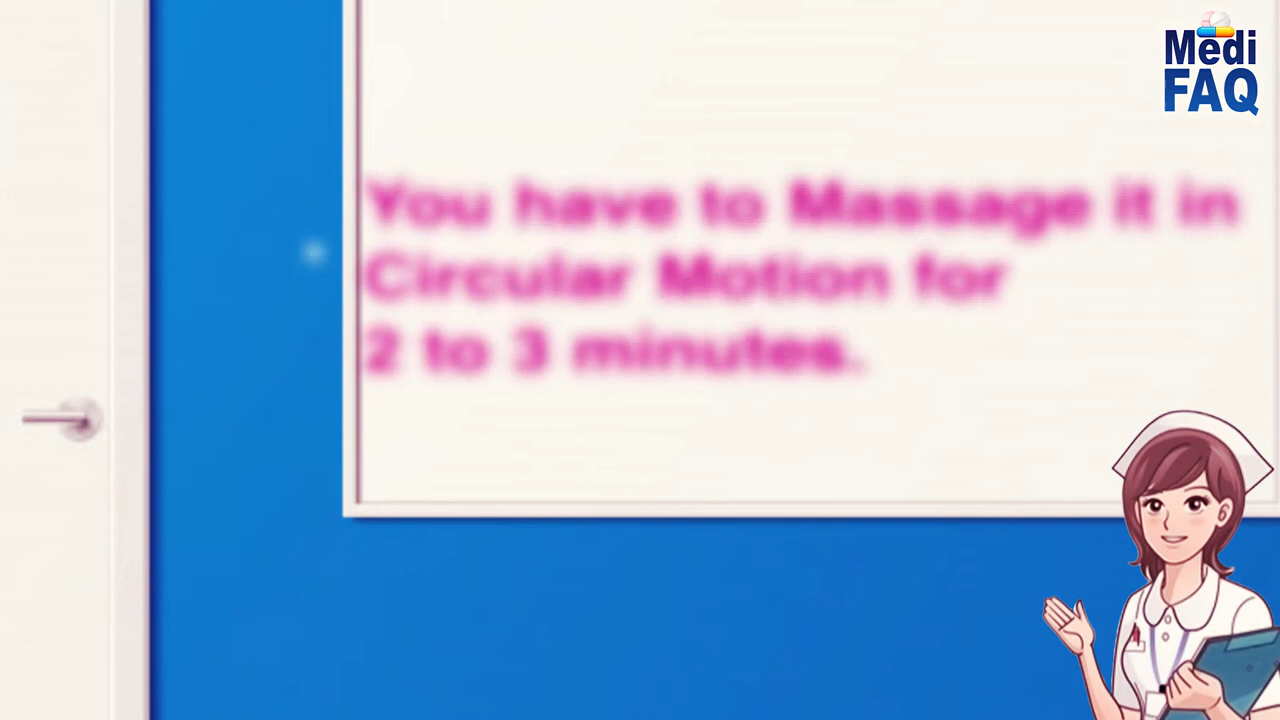 Medi
FAQ
You have to Massage it in
Circular Motion for
2 to 3 minutes.